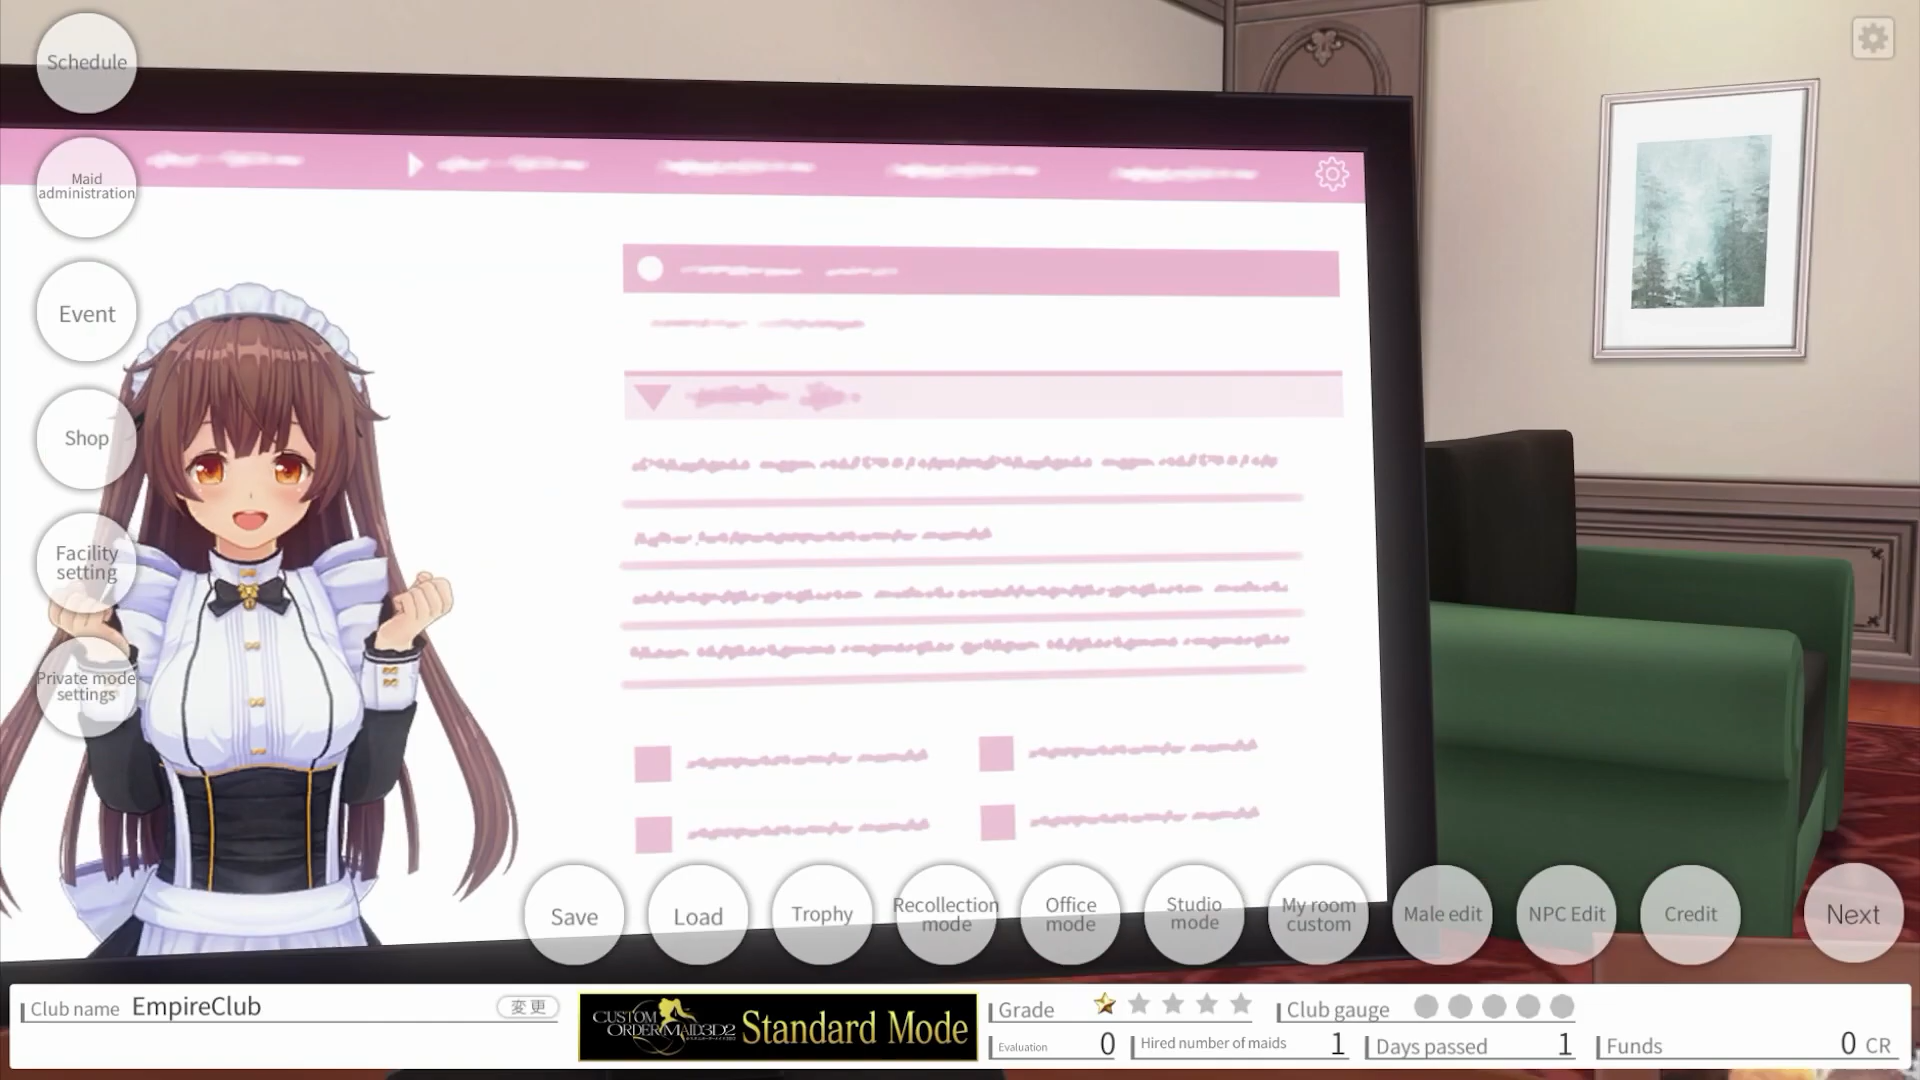 Schedule
Maid
administration
Event
Shop
Facility
setting
Private mode
settings
Save
Load
Trophy
Recollection
mode
Office
mode
Studio
mode
My room
custom
Male edit
NPC Edit
Credit
Next
Club name EmpireClub 変更
CUSTOM
ORDER MAID3D2
Standard Mode
Grade
Club gauge
Evaluation 0
Hired number of maids 1
Days passed 1
Funds 0 CR